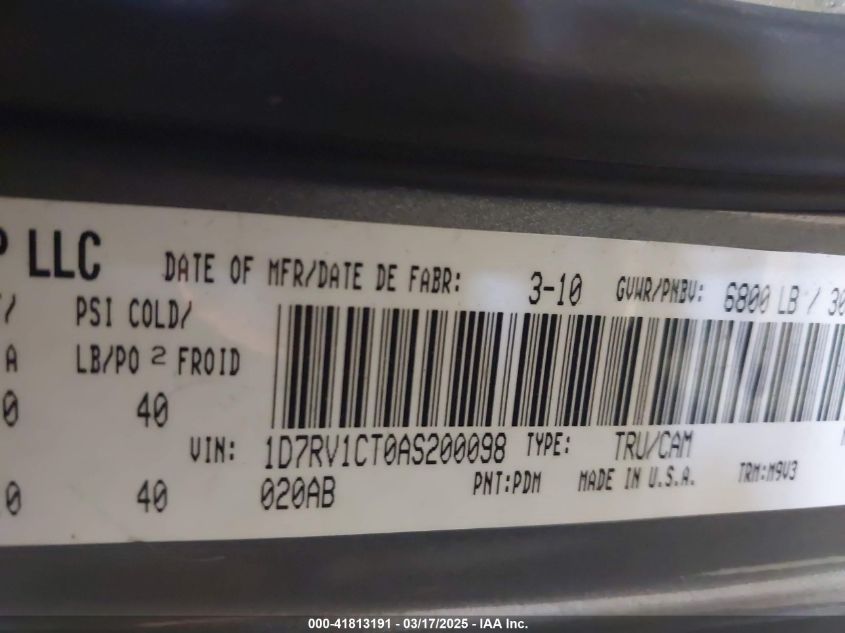 P LLC DATE OF MFR/DATE DE FABR: 3-10 GVWR/PNBV: 6800 LB / 30
/ PSI COLD/
A LB/PO 2 FROID
0 40
VIN: 1D7RV1CT0AS200098 TYPE: TRU/CAM
0 40 020AB PNT:PDM MADE IN U.S.A. TRM:M9V3
000-41813191 — 03/17/2025 — IAA Inc.